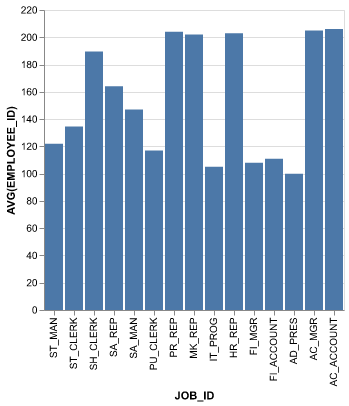 220
200
180
160
140
120
100
80
60
40
20
0
AVG(EMPLOYEE_ID)
ST_MAN
ST_CLERK
SH_CLERK
SA_REP
SA_MAN
PU_CLERK
PR_REP
MK_REP
IT_PROG
HR_REP
FI_MGR
FI_ACCOUNT
AD_PRES
AC_MGR
AC_ACCOUNT
JOB_ID